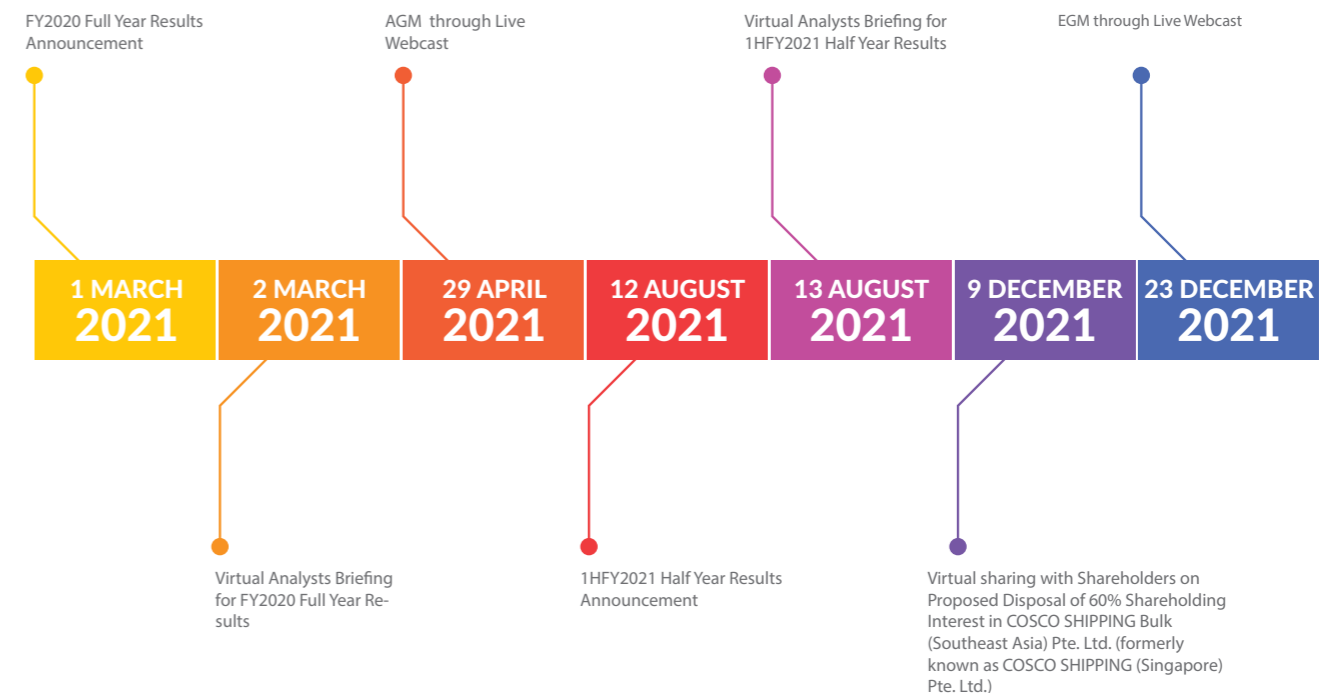 FY2020 Full Year Results
Announcement
AGM through Live
Webcast
Virtual Analysts Briefing for
1HFY2021 Half Year Results
EGM through Live Webcast
1 MARCH
2021
2 MARCH
2021
29 APRIL
2021
12 AUGUST
2021
13 AUGUST
2021
9 DECEMBER
2021
23 DECEMBER
2021
Virtual Analysts Briefing
for FY2020 Full Year Re-
sults
1HFY2021 Half Year Results
Announcement
Virtual sharing with Shareholders on
Proposed Disposal of 60% Shareholding
Interest in COSCO SHIPPING Bulk
(Southeast Asia) Pte. Ltd. (formerly
known as COSCO SHIPPING (Singapore)
Pte. Ltd.)